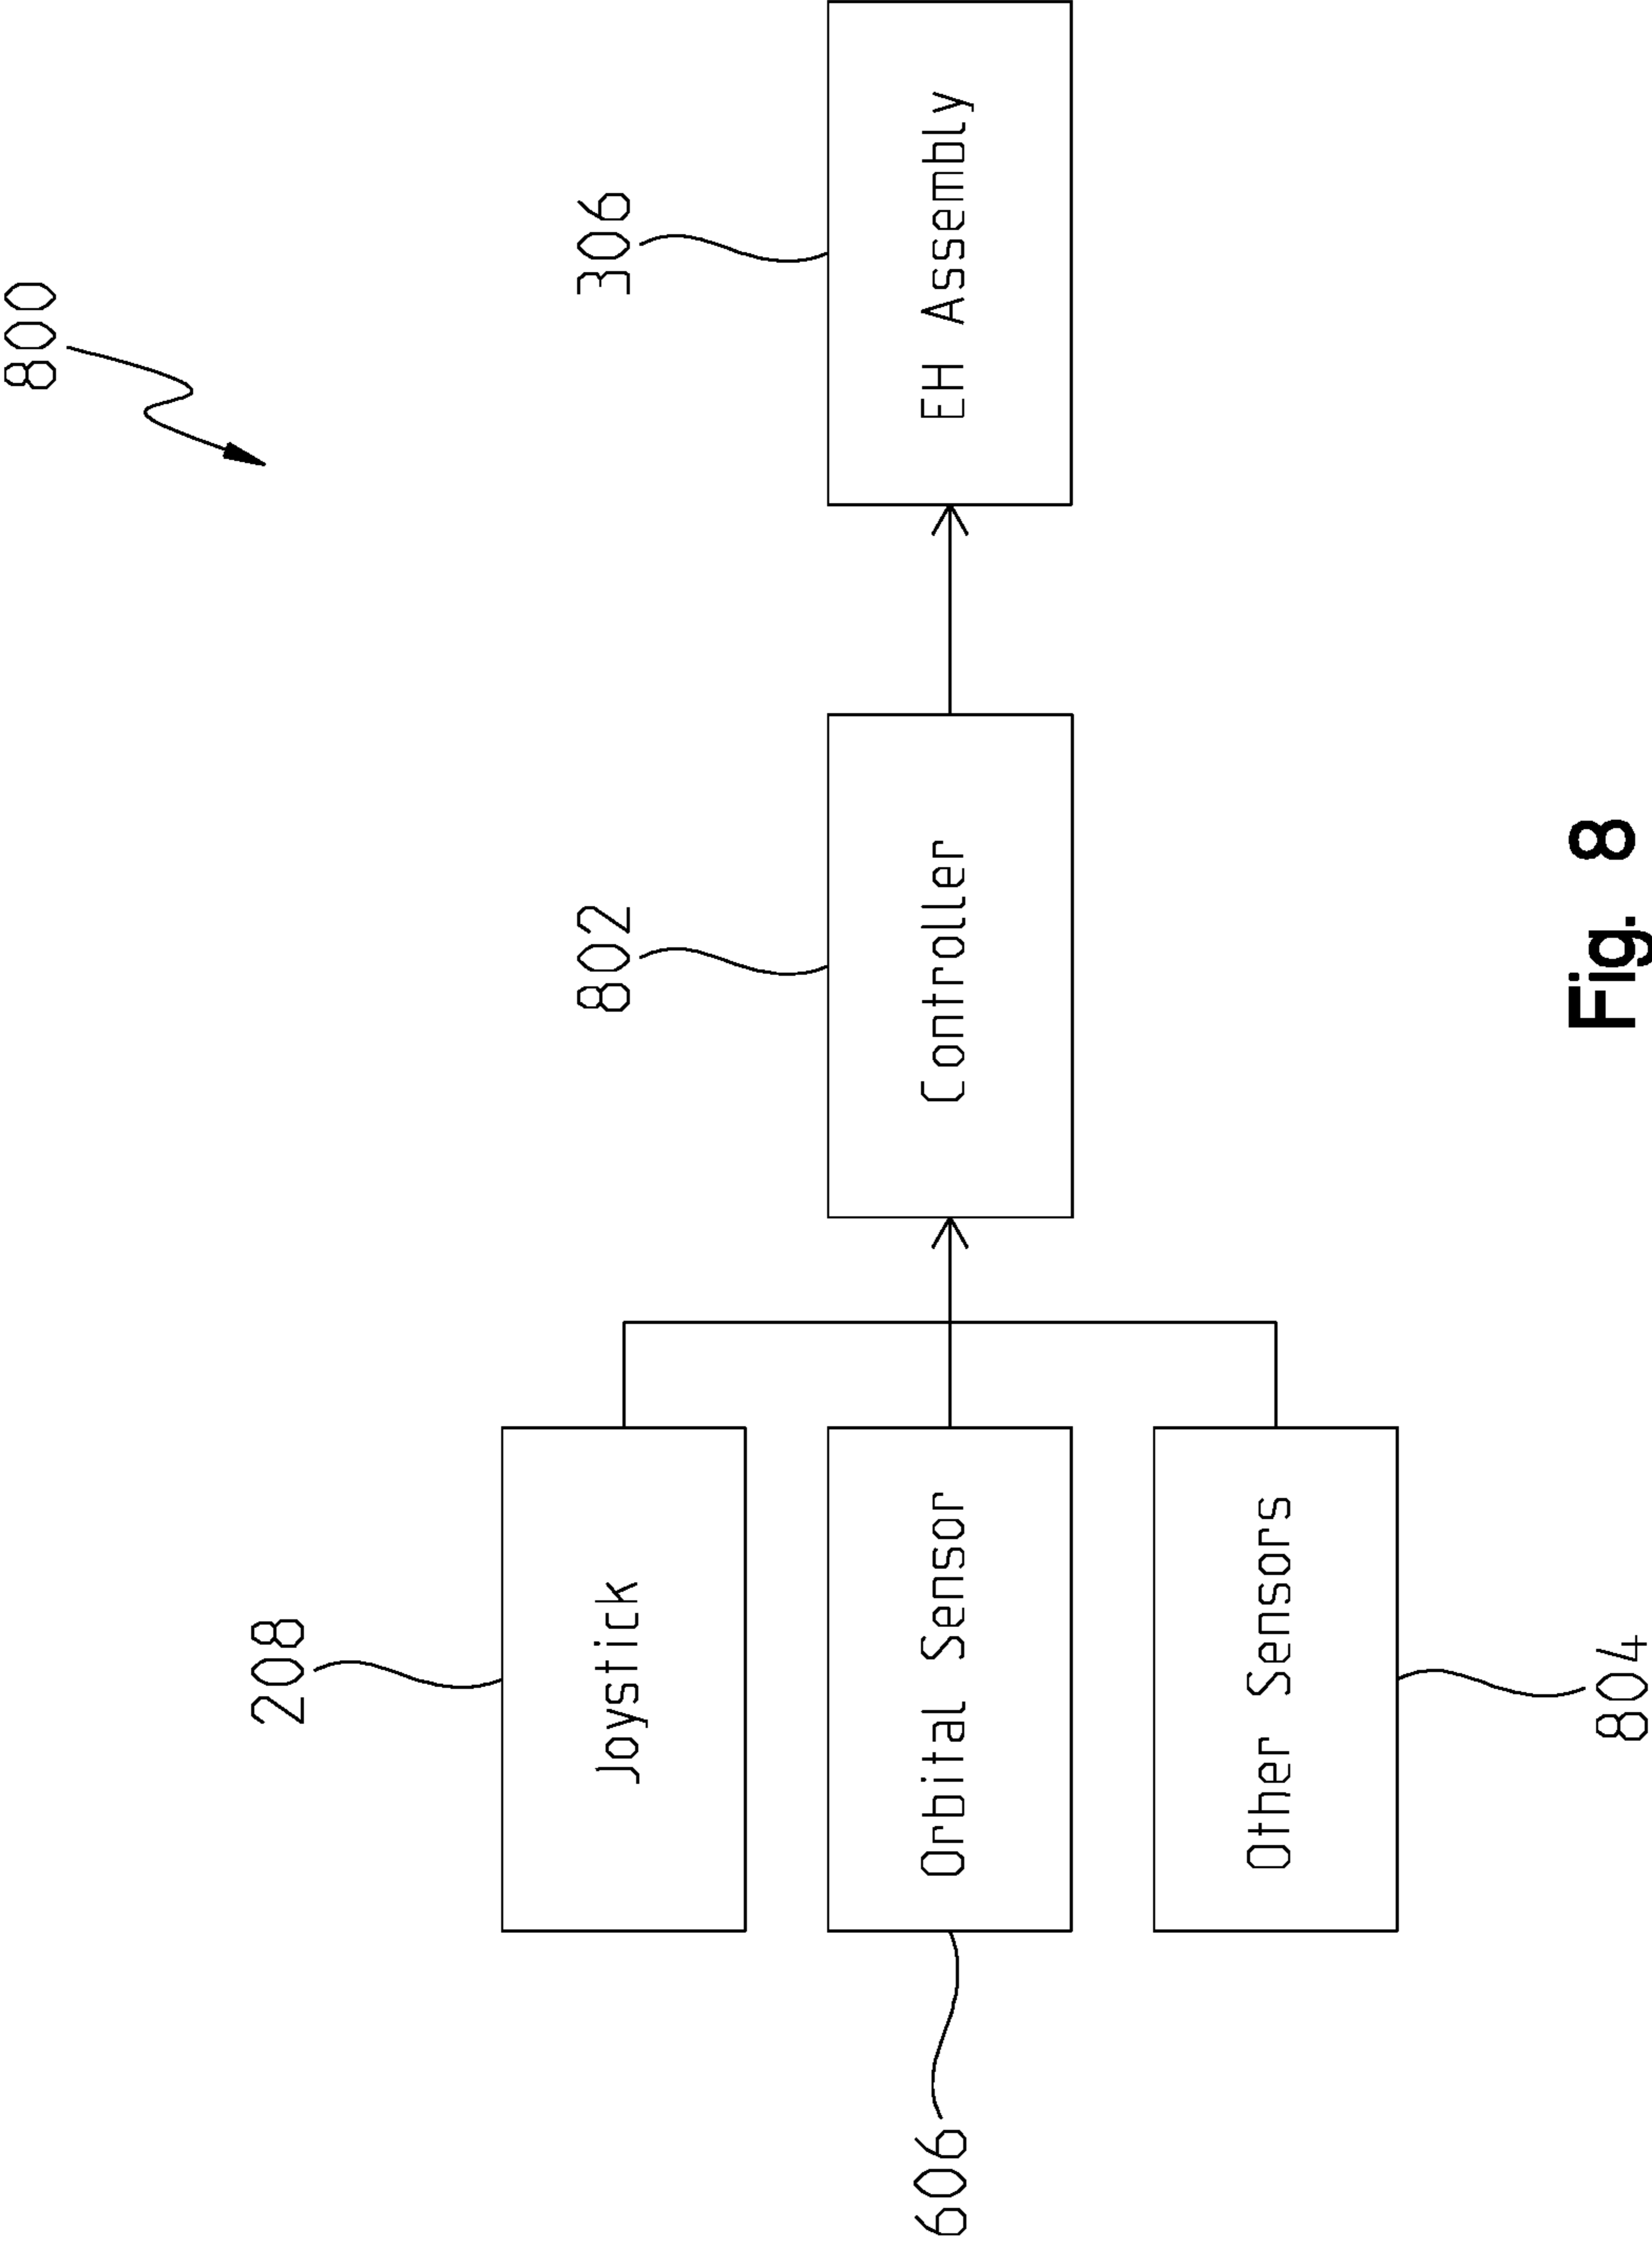 800
208
802
306
Joystick
606
Orbital Sensor
Controller
EH Assembly
Other Sensors
804
Fig. 8